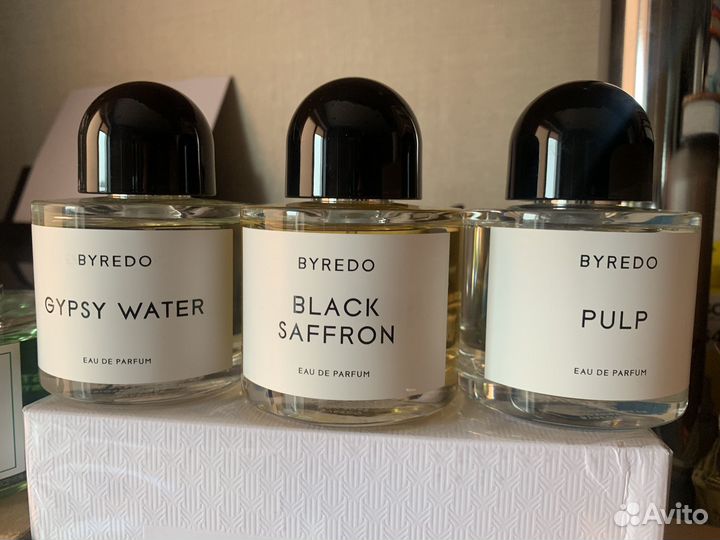 BYREDO
GYPSY WATER
EAU DE PARFUM
BYREDO
BLACK
SAFFRON
EAU DE PARFUM
BYREDO
PULP
EAU DE PARFUM
Avito